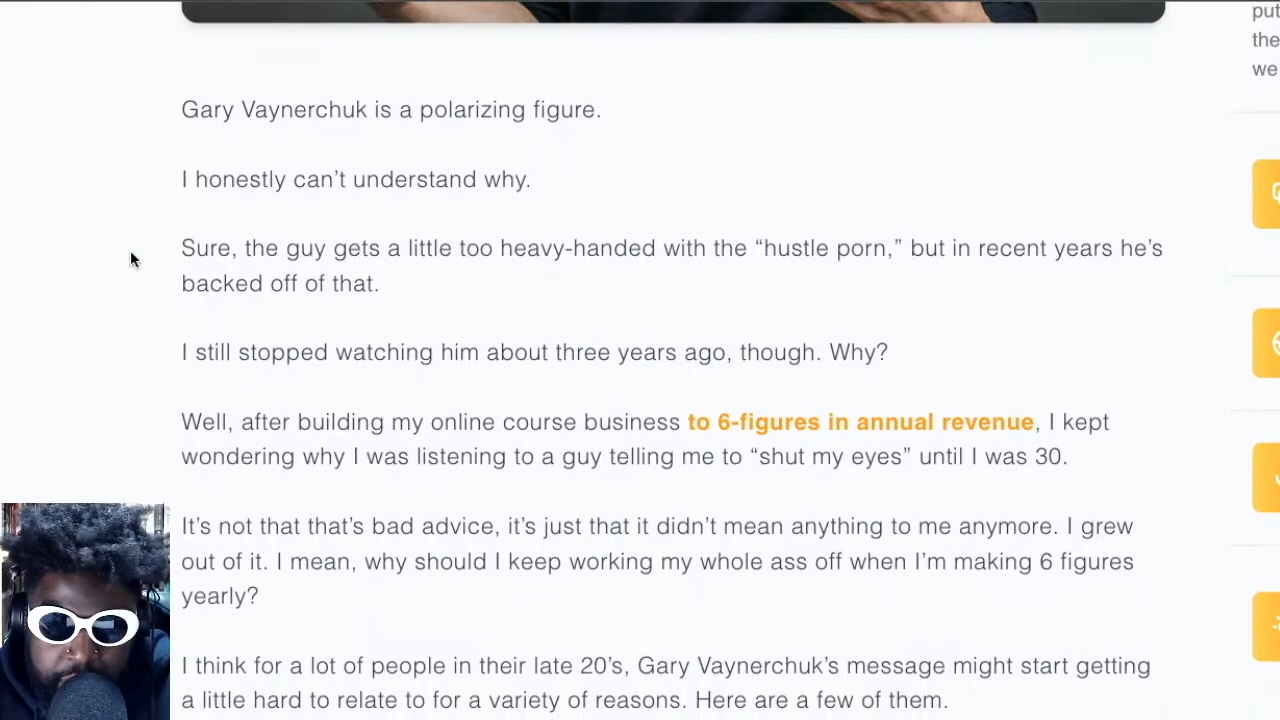 put
the
we
Gary Vaynerchuk is a polarizing figure.
I honestly can’t understand why.
Sure, the guy gets a little too heavy-handed with the “hustle porn,” but in recent years he’s
backed off of that.
I still stopped watching him about three years ago, though. Why?
Well, after building my online course business to 6-figures in annual revenue, I kept
wondering why I was listening to a guy telling me to “shut my eyes” until I was 30.
It’s not that that’s bad advice, it’s just that it didn’t mean anything to me anymore. I grew
out of it. I mean, why should I keep working my whole ass off when I’m making 6 figures
yearly?
I think for a lot of people in their late 20’s, Gary Vaynerchuk’s message might start getting
a little hard to relate to for a variety of reasons. Here are a few of them.